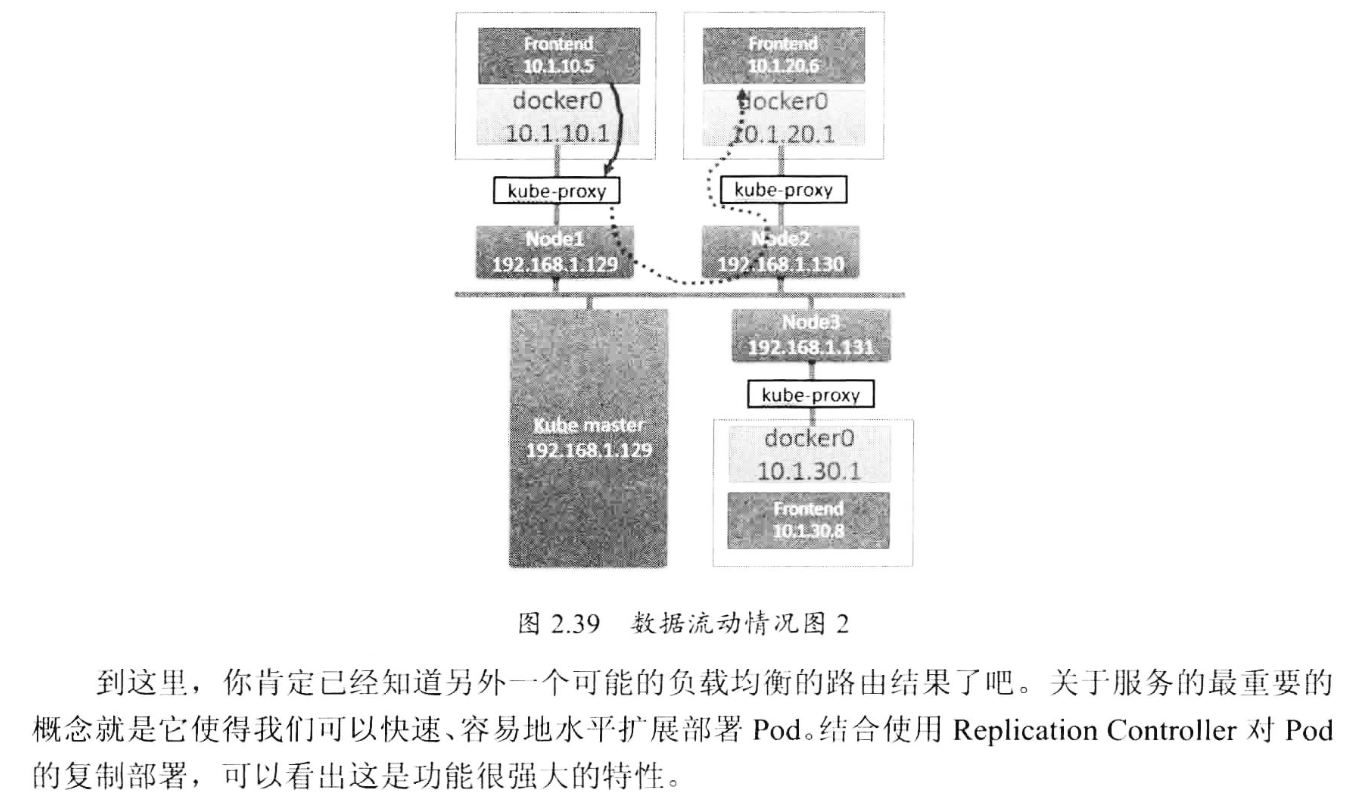 Frontend
10.1.10.5
docker0
10.1.10.1
kube-proxy
Node1
192.168.1.129
Frontend
10.1.20.6
docker0
10.1.20.1
kube-proxy
Node2
192.168.1.130
Kube master
192.168.1.129
Node3
192.168.1.131
kube-proxy
docker0
10.1.30.1
Frontend
10.1.30.8
图 2.39 数据流动情况图 2
到这里，你肯定已经知道另外一个可能的负载均衡的路由结果了吧。关于服务的最重要的
概念就是它使得我们可以快速、容易地水平扩展部署 Pod。结合使用 Replication Controller 对 Pod
的复制部署，可以看出这是功能很强大的特性。